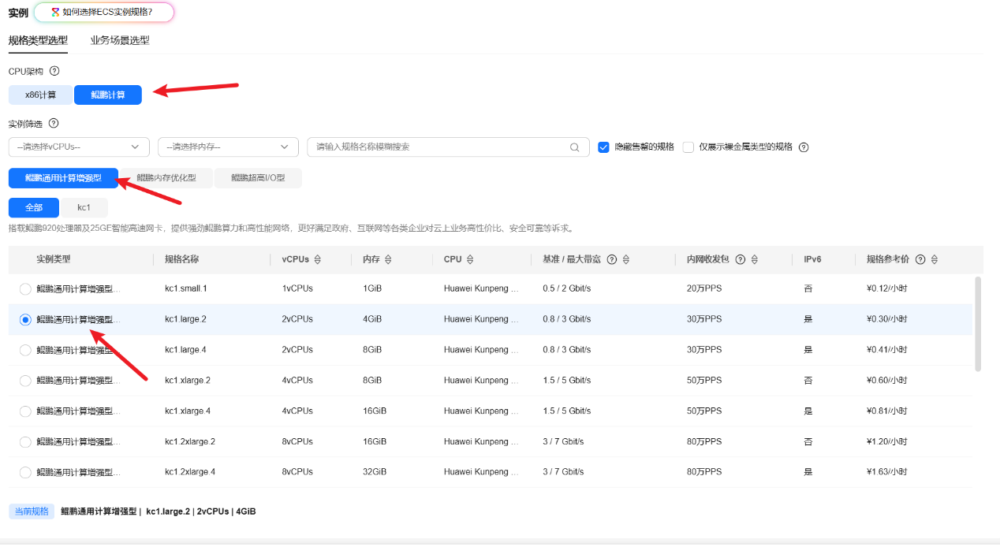 实例 如何选择ECS实例规格?
规格类型选型 业务场景选型
CPU架构
x86计算 鲲鹏计算
实例筛选
--请选择vCPUs-- --请选择内存-- 请输入规格名称模糊搜索 隐藏售罄的规格 仅展示裸金属类型的规格
鲲鹏通用计算增强型 鲲鹏内存优化型 鲲鹏超高I/O型
全部 kc1
搭载鲲鹏920处理器及25GE智能高速网卡，提供强劲鲲鹏算力和高性能网络，更好满足政府、互联网等各类企业对云上业务高性价比、安全可靠等诉求。
实例类型 规格名称 vCPUs 内存 CPU 基准 / 最大带宽 内网收发包 IPv6 规格参考价
鲲鹏通用计算增强型... kc1.small.1 1vCPUs 1GiB Huawei Kunpeng ... 0.5 / 2 Gbit/s 20万PPS 否 ¥0.12/小时
鲲鹏通用计算增强型... kc1.large.2 2vCPUs 4GiB Huawei Kunpeng ... 0.8 / 3 Gbit/s 30万PPS 是 ¥0.30/小时
鲲鹏通用计算增强型... kc1.large.4 2vCPUs 8GiB Huawei Kunpeng ... 0.8 / 3 Gbit/s 30万PPS 是 ¥0.41/小时
鲲鹏通用计算增强型... kc1.xlarge.2 4vCPUs 8GiB Huawei Kunpeng ... 1.5 / 5 Gbit/s 50万PPS 否 ¥0.60/小时
鲲鹏通用计算增强型... kc1.xlarge.4 4vCPUs 16GiB Huawei Kunpeng ... 1.5 / 5 Gbit/s 50万PPS 是 ¥0.81/小时
鲲鹏通用计算增强型... kc1.2xlarge.2 8vCPUs 16GiB Huawei Kunpeng ... 3 / 7 Gbit/s 80万PPS 否 ¥1.20/小时
鲲鹏通用计算增强型... kc1.2xlarge.4 8vCPUs 32GiB Huawei Kunpeng ... 3 / 7 Gbit/s 80万PPS 是 ¥1.63/小时
当前规格 鲲鹏通用计算增强型 | kc1.large.2 | 2vCPUs | 4GiB